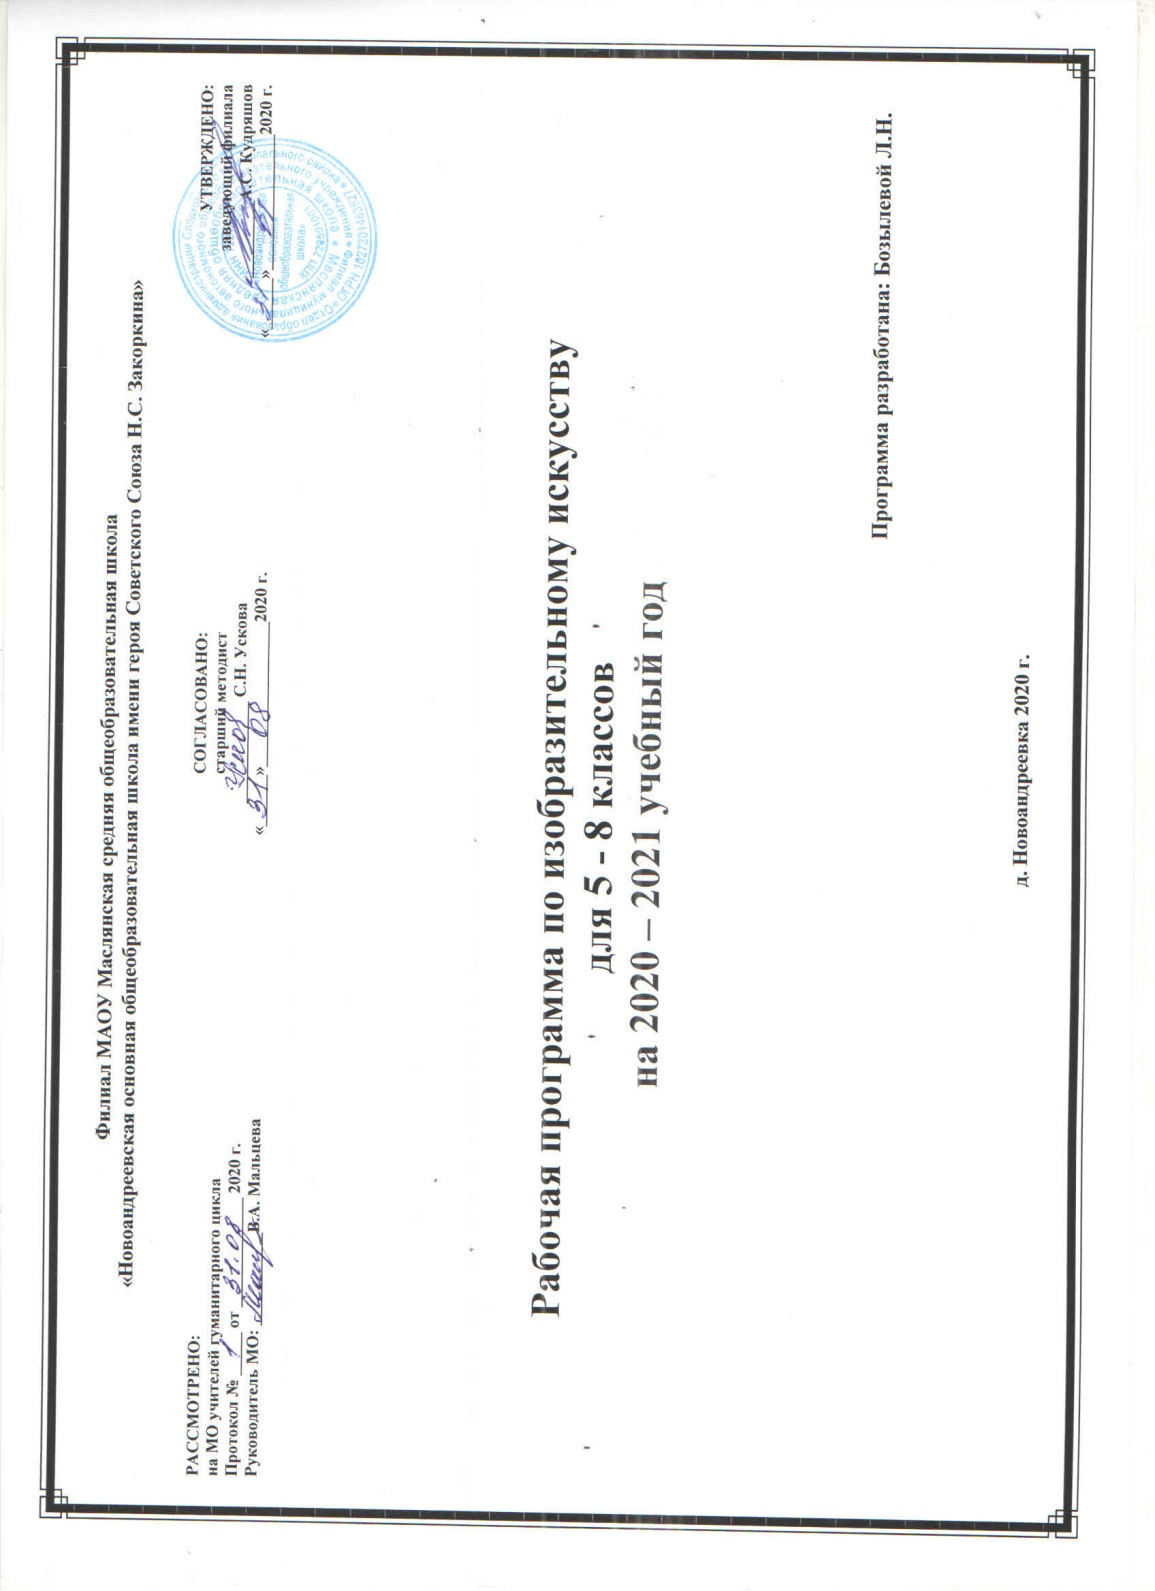 Филиал МАОУ Маслянская средняя общеобразовательная школа
«Новоандреевская основная общеобразовательная школа имени героя Советского Союза Н.С. Закоркина»
РАССМОТРЕНО:
на МО учителей гуманитарного цикла
Протокол № 1 от 31.08 2020 г.
Руководитель МО: В.А. Мальцева
СОГЛАСОВАНО:
старший методист
С.Н. Ускова
«31» 08 2020 г.
УТВЕРЖДЕНО:
заведующий филиала
А.С. Кудряшов
«31» 2020 г.
общеобразовательная
школа»
Рабочая программа по изобразительному искусству
для 5 - 8 классов
на 2020 – 2021 учебный год
Программа разработана: Бозылевой Л.Н.
д. Новоандреевка 2020 г.